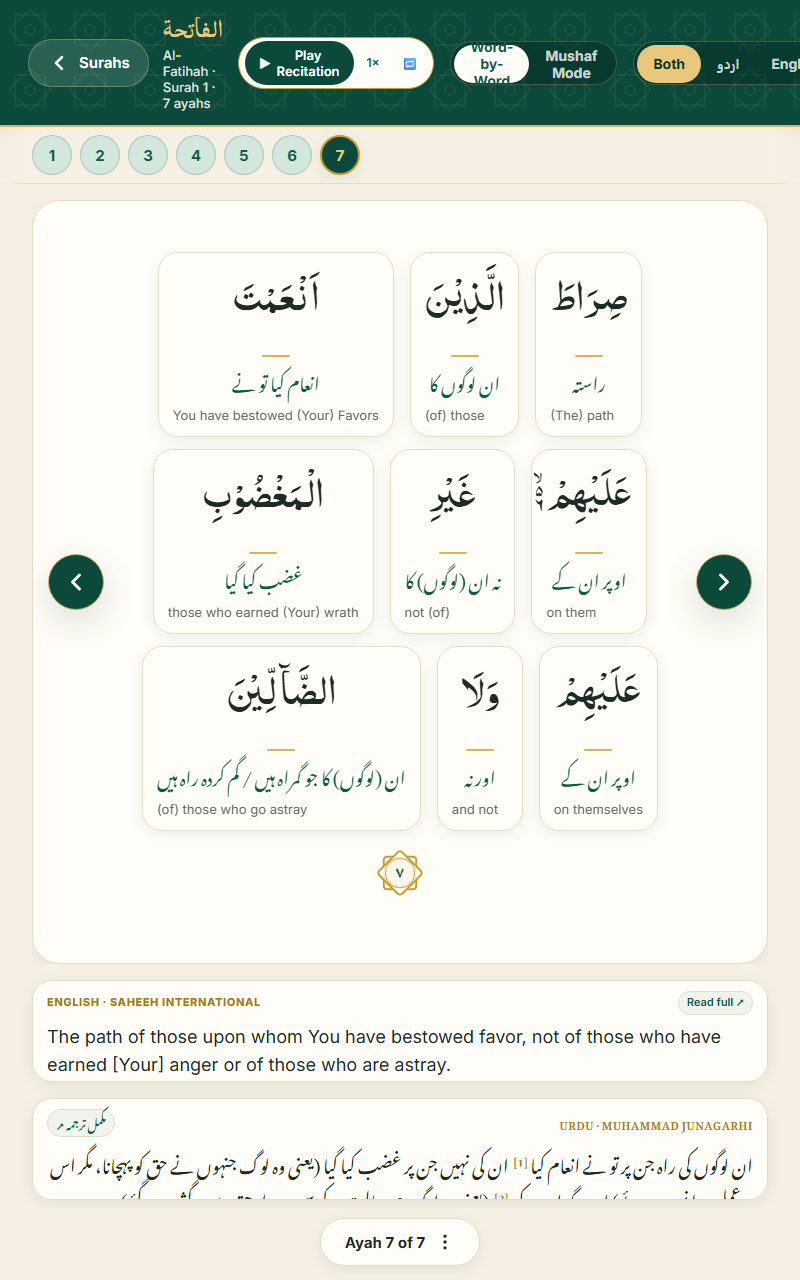 الفاتحة
Surahs
Al-
Fatihah ·
Surah 1 ·
7 ayahs
▶ Play
Recitation
1×
Word-
by-
Word
Mushaf
Mode
Both
اردو
1
2
3
4
5
6
7
صِرَاطَ
راستہ
(The) path
الَّذِيْنَ
ان لوگوں کا
(of) those
اَنْعَمْتَ
انعام کیا تو نے
You have bestowed (Your) Favors
عَلَيْهِمْ ۙ۬
اوپر ان کے
on them
غَيْرِ
نہ ان (لوگوں) کا
not (of)
الْمَغْضُوْبِ
غضب کیا گیا
those who earned (Your) wrath
عَلَيْهِمْ
اوپر ان کے
on themselves
وَلَا
اور نہ
and not
الضَّآلِّيْنَ
ان (لوگوں) کا جو گمراہ ہیں / گم کردہ راہ ہیں
(of) those who go astray
٧
ENGLISH · SAHEEH INTERNATIONAL
Read full ↗
The path of those upon whom You have bestowed favor, not of those who have
earned [Your] anger or of those who are astray.
مکمل ترجمہ ↗
URDU · MUHAMMAD JUNAGARHI
ان لوگوں کی راه جن پر تو نے انعام کیا [1] ان کی نہیں جن پر غضب کیا گیا (یعنی وه لوگ جنہوں نے حق کو پہچانا، مگر اس
Ayah 7 of 7